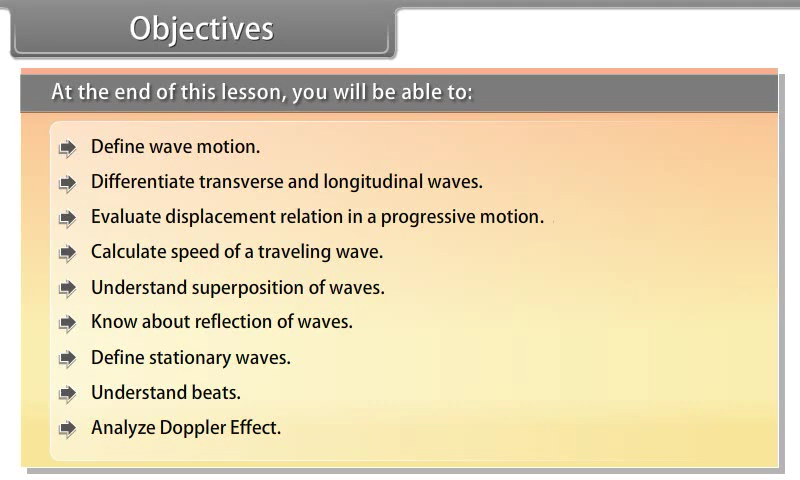 Objectives
At the end of this lesson, you will be able to:
Define wave motion.
Differentiate transverse and longitudinal waves.
Evaluate displacement relation in a progressive motion.
Calculate speed of a traveling wave.
Understand superposition of waves.
Know about reflection of waves.
Define stationary waves.
Understand beats.
Analyze Doppler Effect.